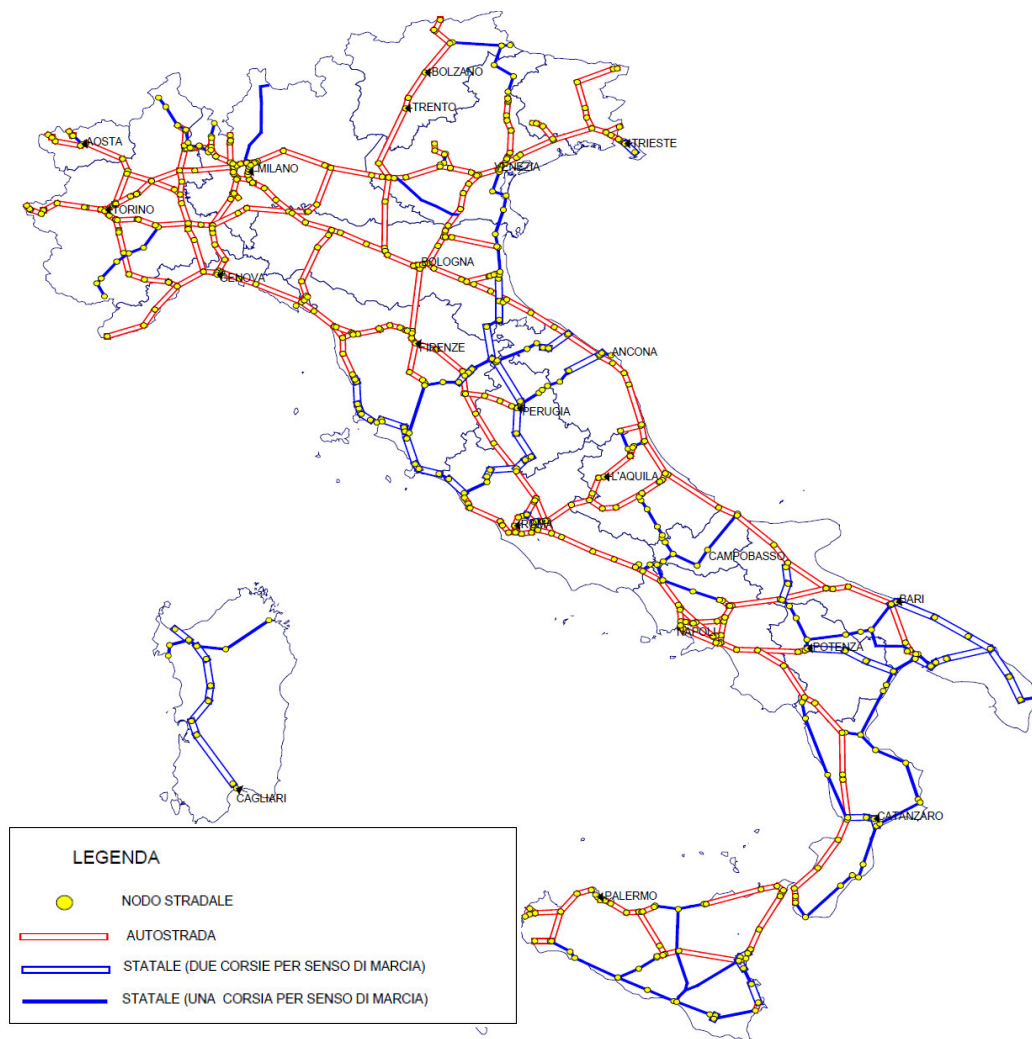 BOLZANO
TRENTO
AOSTA
TRIESTE
VENEZIA
MILANO
TORINO
BOLOGNA
GENOVA
FIRENZE
ANCONA
PERUGIA
L'AQUILA
ROMA
CAMPOBASSO
BARI
NAPOLI
POTENZA
CAGLIARI
CATANZARO
PALERMO
LEGENDA
NODO STRADALE
AUTOSTRADA
STATALE (DUE CORSIE PER SENSO DI MARCIA)
STATALE (UNA CORSIA PER SENSO DI MARCIA)